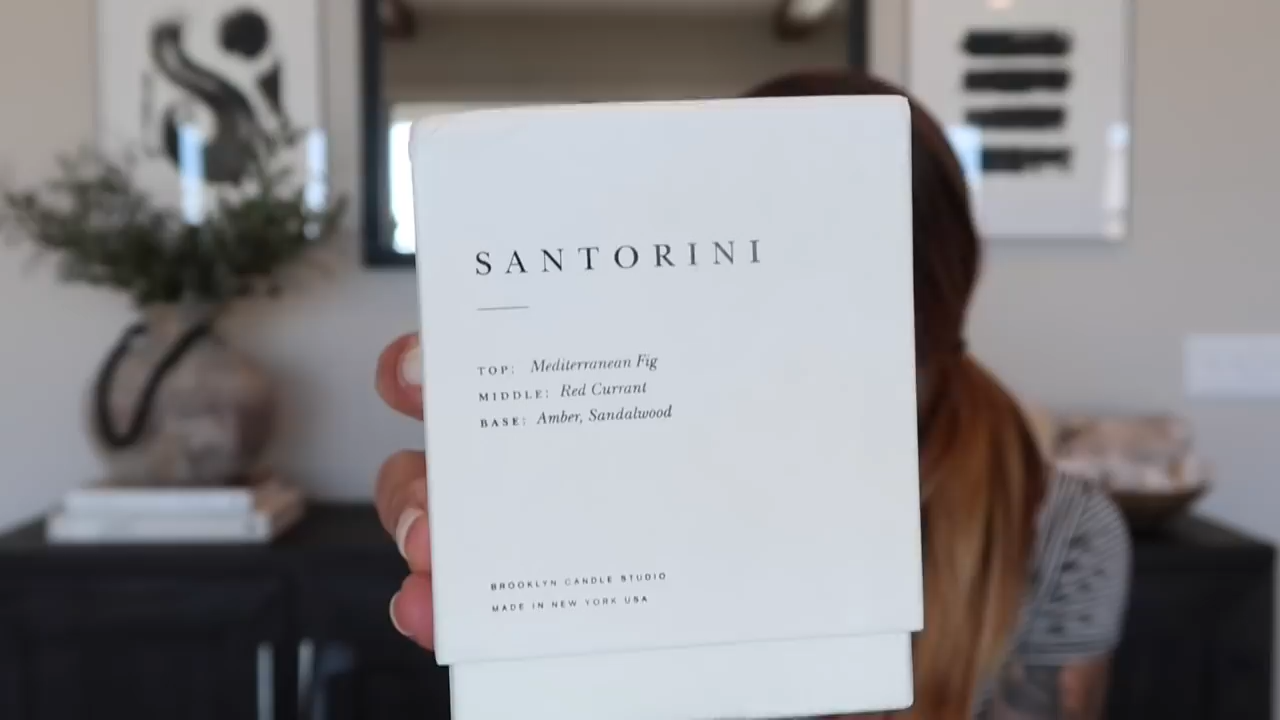 SANTORINI
TOP: Mediterranean Fig
MIDDLE: Red Currant
BASE: Amber, Sandalwood
BROOKLYN CANDLE STUDIO
MADE IN NEW YORK USA